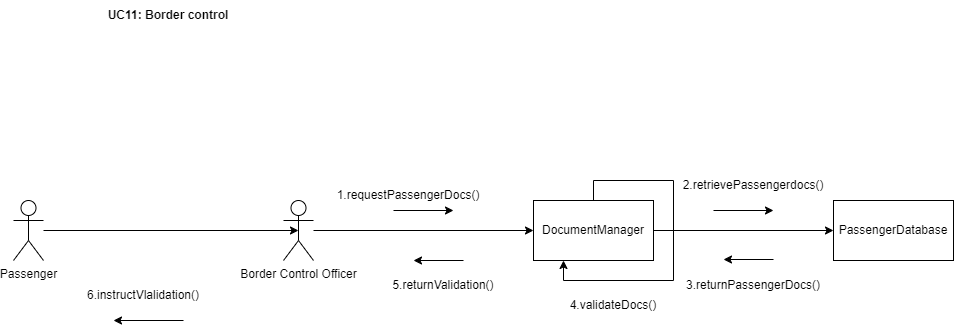 UC11: Border control
1.requestPassengerDocs()
2.retrievePassengerdocs()
DocumentManager
PassengerDatabase
Passenger
Border Control Officer
5.returnValidation()
3.returnPassengerDocs()
6.instructVlalidation()
4.validateDocs()